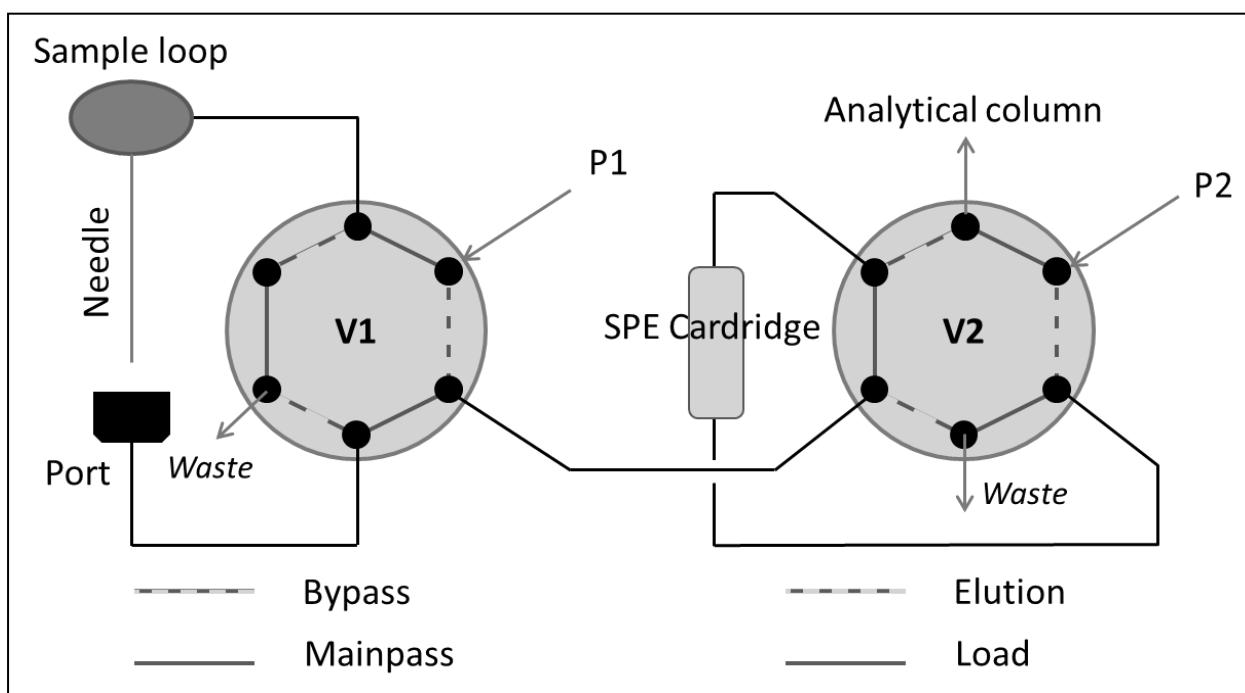 Sample loop
Analytical column
P1
P2
Needle
V1
SPE Cardridge
V2
Port
Waste
Waste
Bypass
Elution
Mainpass
Load